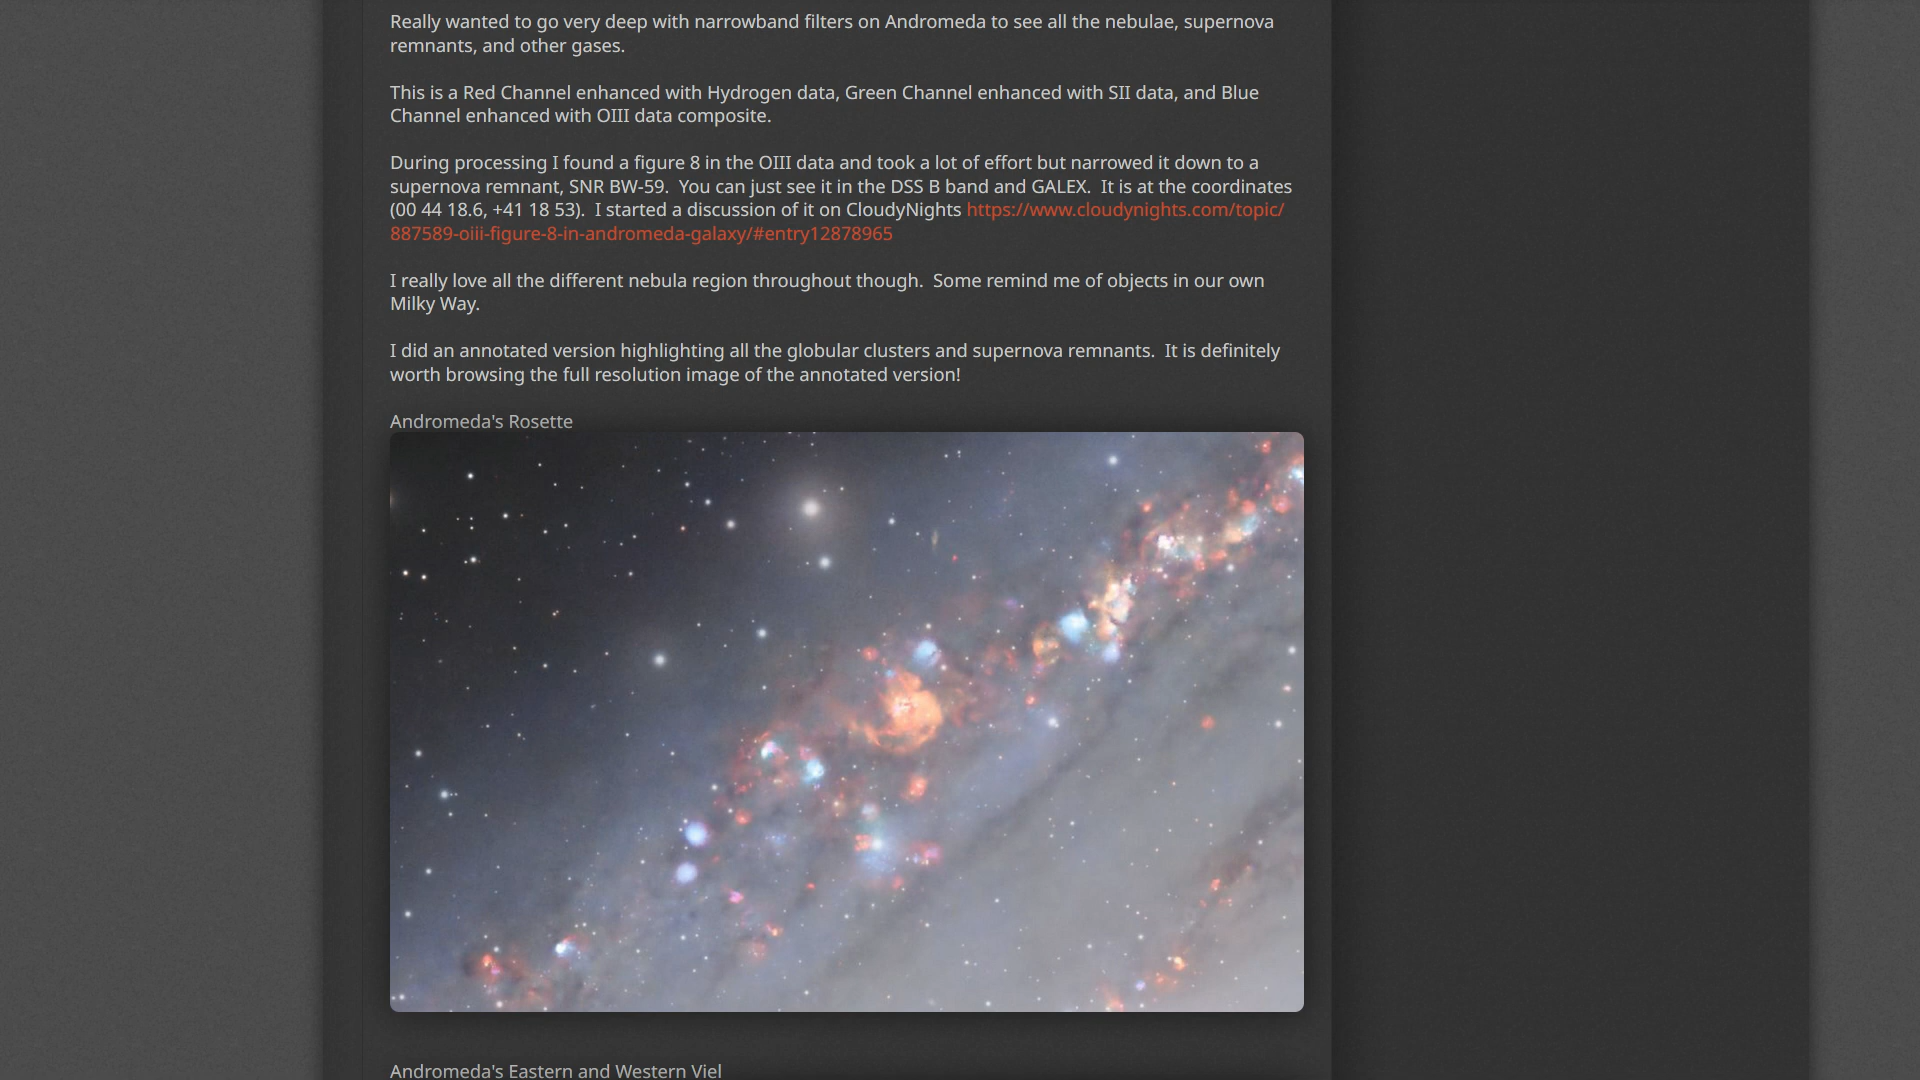 Really wanted to go very deep with narrowband filters on Andromeda to see all the nebulae, supernova
remnants, and other gases.
This is a Red Channel enhanced with Hydrogen data, Green Channel enhanced with SII data, and Blue
Channel enhanced with OIII data composite.
During processing I found a figure 8 in the OIII data and took a lot of effort but narrowed it down to a
supernova remnant, SNR BW-59.  You can just see it in the DSS B band and GALEX.  It is at the coordinates
(00 44 18.6, +41 18 53).  I started a discussion of it on CloudyNights https://www.cloudynights.com/topic/
887589-oiii-figure-8-in-andromeda-galaxy/#entry12878965
I really love all the different nebula region throughout though.  Some remind me of objects in our own
Milky Way.
I did an annotated version highlighting all the globular clusters and supernova remnants.  It is definitely
worth browsing the full resolution image of the annotated version!
Andromeda's Rosette
Andromeda's Eastern and Western Viel